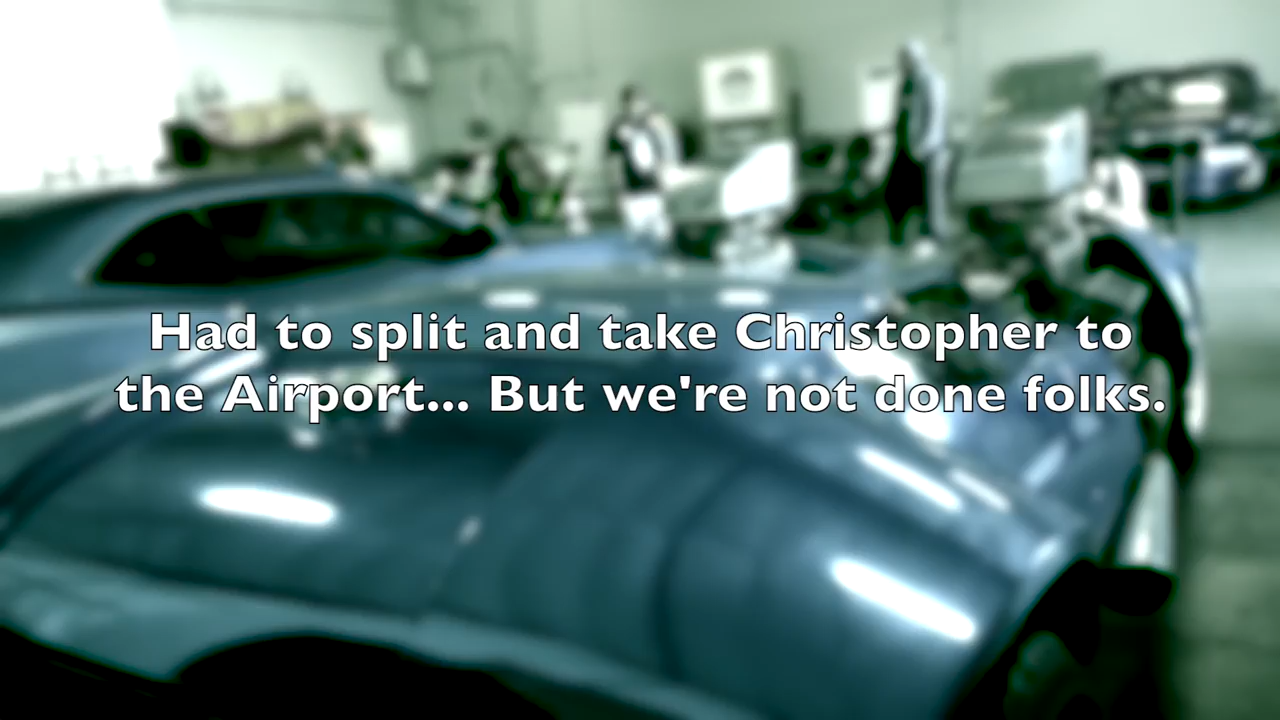 Had to split and take Christopher to
the Airport... But we're not done folks.